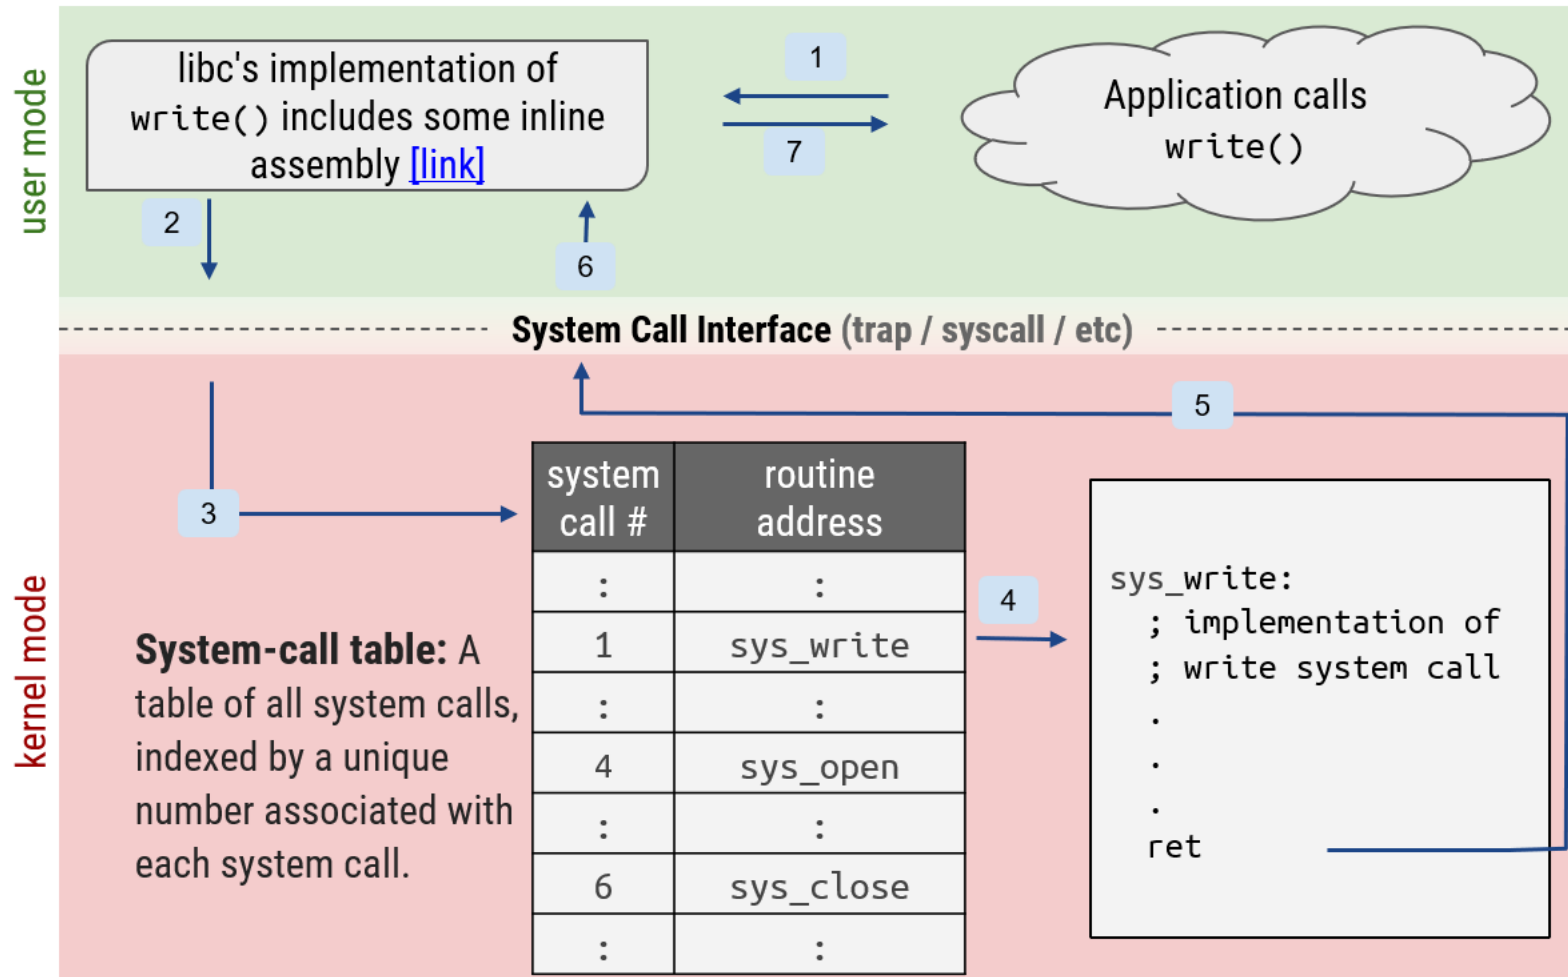 user mode
libc's implementation of
write() includes some inline
assembly [link]
1
7
Application calls
write()
2
6
System Call Interface (trap / syscall / etc)
kernel mode
3
5
System-call table: A
table of all system calls,
indexed by a unique
number associated with
each system call.
system call # routine address
: :
1 sys_write
: :
4 sys_open
: :
6 sys_close
: :
4
sys_write:
; implementation of
; write system call
.
.
.
ret